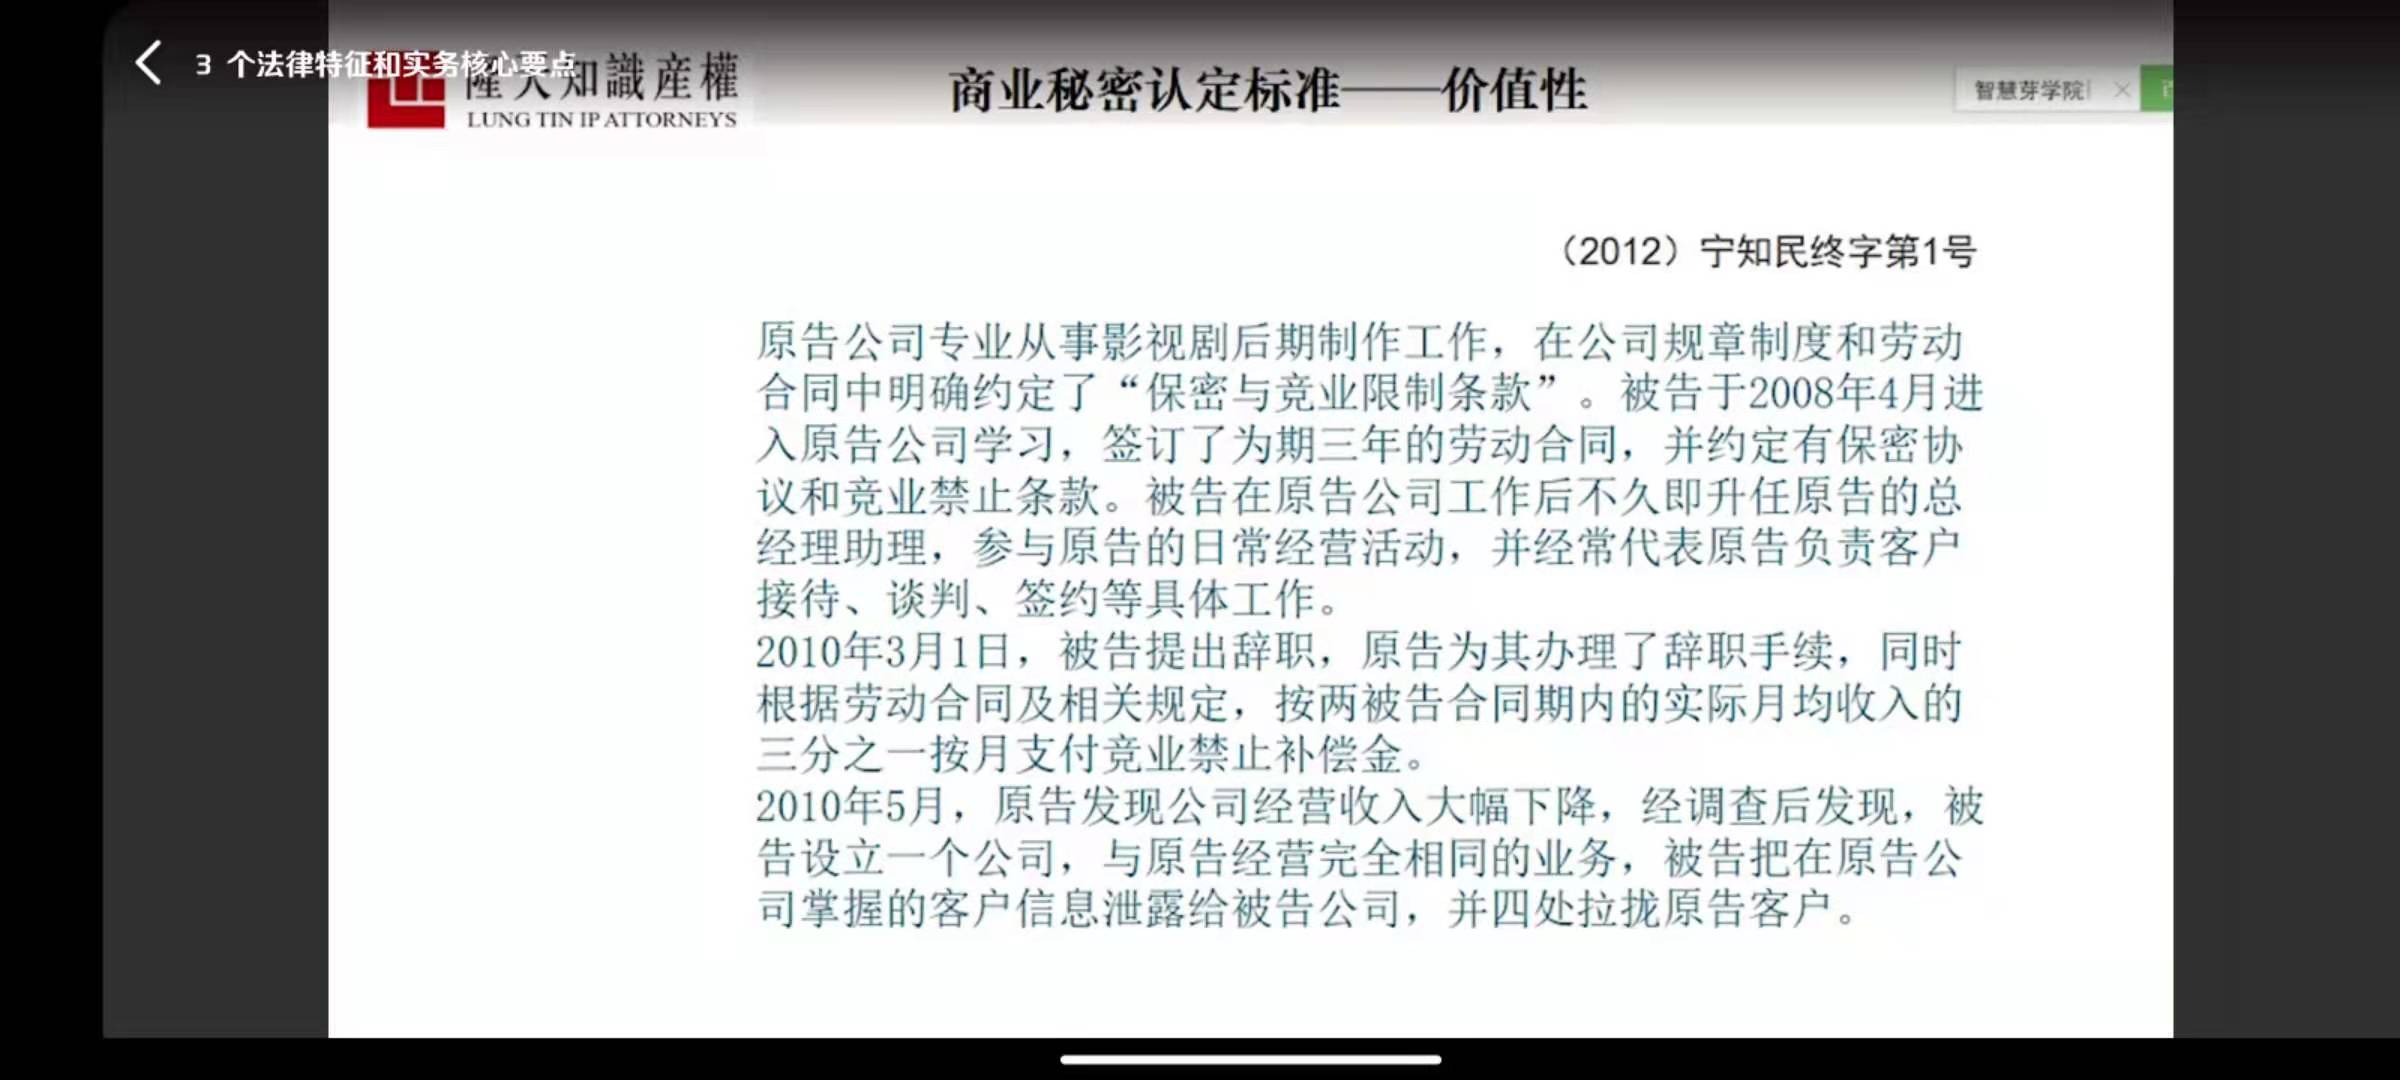 3 个法律特征和实务核心要点
隆天知識産權
LUNG TIN IP ATTORNEYS
商业秘密认定标准——价值性
智慧芽学院
（2012）宁知民终字第1号
原告公司专业从事影视剧后期制作工作，在公司规章制度和劳动
合同中明确约定了“保密与竞业限制条款”。被告于2008年4月进
入原告公司学习，签订了为期三年的劳动合同，并约定有保密协
议和竞业禁止条款。被告在原告公司工作后不久即升任原告的总
经理助理，参与原告的日常经营活动，并经常代表原告负责客户
接待、谈判、签约等具体工作。
2010年3月1日，被告提出辞职，原告为其办理了辞职手续，同时
根据劳动合同及相关规定，按两被告合同期内的实际月均收入的
三分之一按月支付竞业禁止补偿金。
2010年5月，原告发现公司经营收入大幅下降，经调查后发现，被
告设立一个公司，与原告经营完全相同的业务，被告把在原告公
司掌握的客户信息泄露给被告公司，并四处拉拢原告客户。